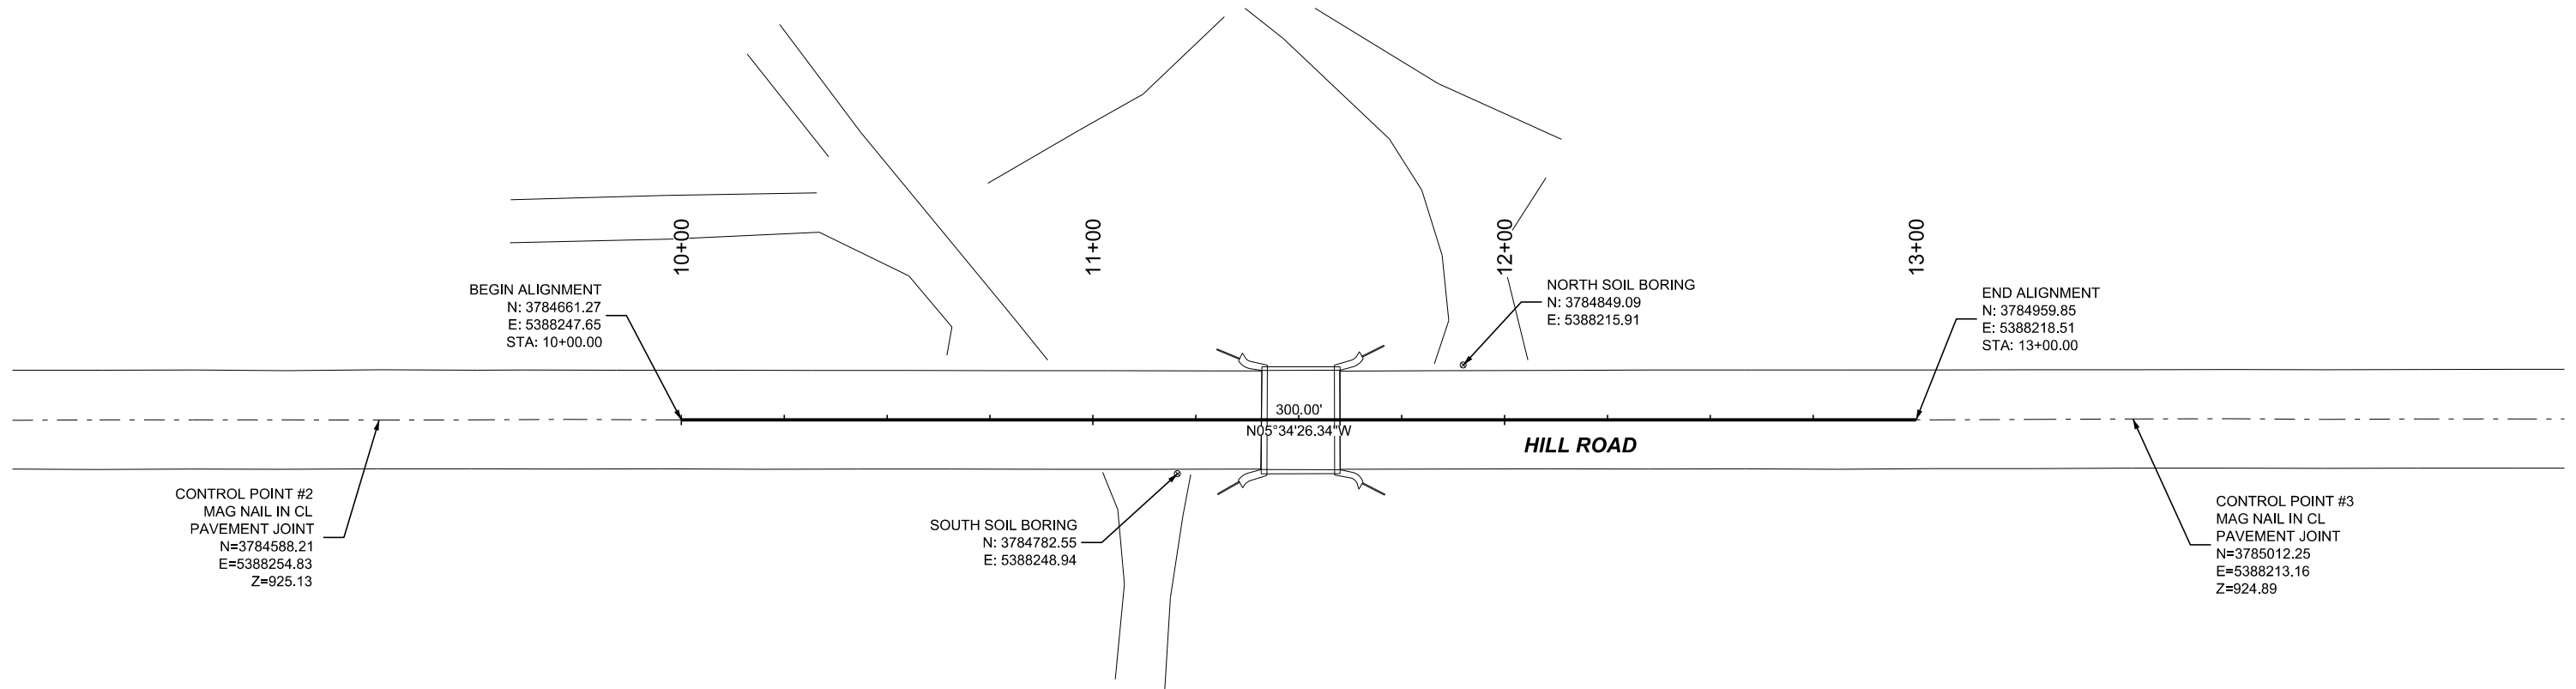 10+00
11+00
12+00
13+00
BEGIN ALIGNMENT
N: 3784661.27
E: 5388247.65
STA: 10+00.00
NORTH SOIL BORING
N: 3784849.09
E: 5388215.91
END ALIGNMENT
N: 3784959.85
E: 5388218.51
STA: 13+00.00
300.00'
N05°34'26.34"W
HILL ROAD
CONTROL POINT #2
MAG NAIL IN CL
PAVEMENT JOINT
N=3784588.21
E=5388254.83
Z=925.13
SOUTH SOIL BORING
N: 3784782.55
E: 5388248.94
CONTROL POINT #3
MAG NAIL IN CL
PAVEMENT JOINT
N=3785012.25
E=5388213.16
Z=924.89